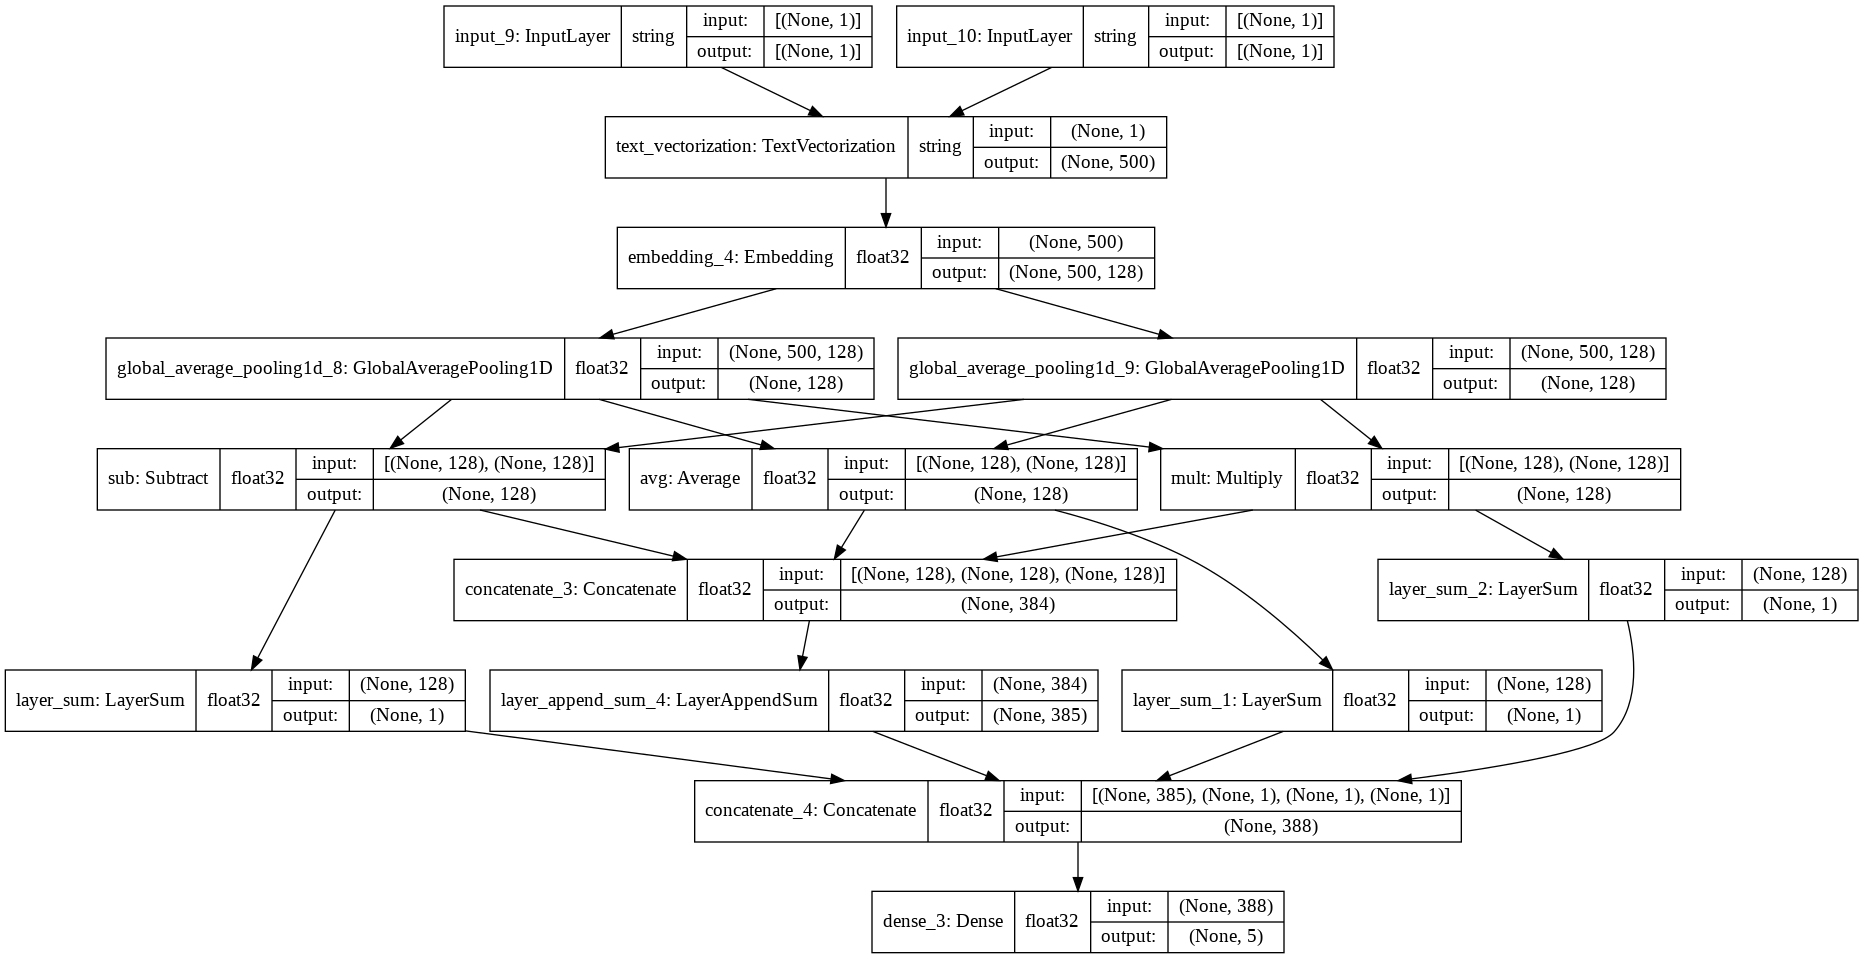 input_9: InputLayer string input: [(None, 1)]
output: [(None, 1)]
input_10: InputLayer string input: [(None, 1)]
output: [(None, 1)]
text_vectorization: TextVectorization string input: (None, 1)
output: (None, 500)
embedding_4: Embedding float32 input: (None, 500)
output: (None, 500, 128)
global_average_pooling1d_8: GlobalAveragePooling1D float32 input: (None, 500, 128)
output: (None, 128)
global_average_pooling1d_9: GlobalAveragePooling1D float32 input: (None, 500, 128)
output: (None, 128)
sub: Subtract float32 input: [(None, 128), (None, 128)]
output: (None, 128)
avg: Average float32 input: [(None, 128), (None, 128)]
output: (None, 128)
mult: Multiply float32 input: [(None, 128), (None, 128)]
output: (None, 128)
concatenate_3: Concatenate float32 input: [(None, 128), (None, 128), (None, 128)]
output: (None, 384)
layer_sum_2: LayerSum float32 input: (None, 128)
output: (None, 1)
layer_sum: LayerSum float32 input: (None, 128)
output: (None, 1)
layer_append_sum_4: LayerAppendSum float32 input: (None, 384)
output: (None, 385)
layer_sum_1: LayerSum float32 input: (None, 128)
output: (None, 1)
concatenate_4: Concatenate float32 input: [(None, 385), (None, 1), (None, 1), (None, 1)]
output: (None, 388)
dense_3: Dense float32 input: (None, 388)
output: (None, 5)